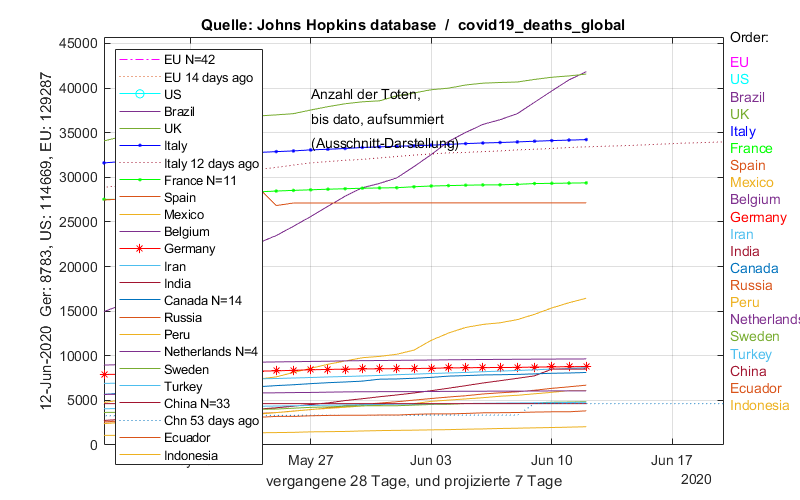 Quelle: Johns Hopkins database / covid19_deaths_global
12-Jun-2020 Ger: 8783, US: 114669, EU: 129287
45000
40000
35000
30000
25000
20000
15000
10000
5000
0
EU N=42
EU 14 days ago
US
Brazil
UK
Italy
Italy 12 days ago
France N=11
Spain
Mexico
Belgium
Germany
Iran
India
Canada N=14
Russia
Peru
Netherlands N=4
Sweden
Turkey
China N=33
Chn 53 days ago
Ecuador
Indonesia
Anzahl der Toten,
bis dato, aufsummiert
(Ausschnitt-Darstellung)
May 27
Jun 03
Jun 10
Jun 17
2020
vergangene 28 Tage, und projizierte 7 Tage
Order:
EU
US
Brazil
UK
Italy
France
Spain
Mexico
Belgium
Germany
Iran
India
Canada
Russia
Peru
Netherlands
Sweden
Turkey
China
Ecuador
Indonesia